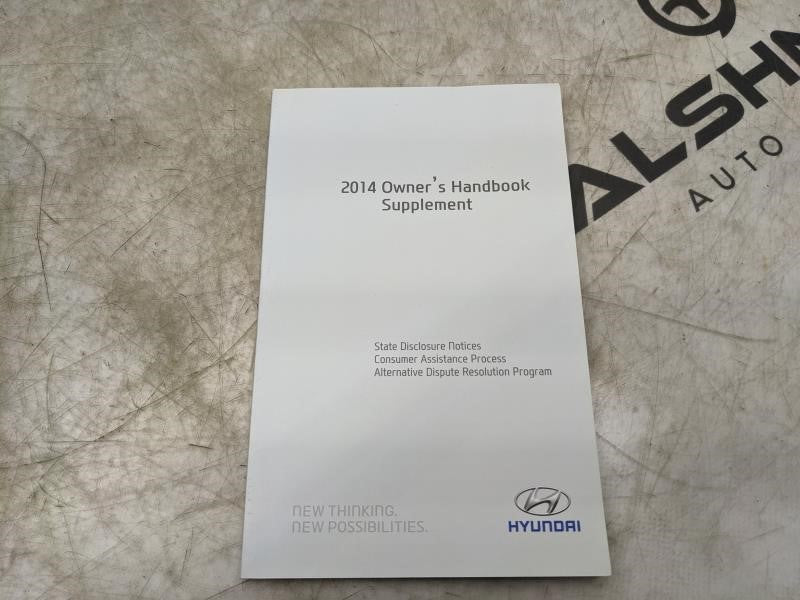 2014 Owner's Handbook
Supplement
State Disclosure Notices
Consumer Assistance Process
Alternative Dispute Resolution Program
NEW THINKING.
NEW POSSIBILITIES.
HYUNDAI
AUTO